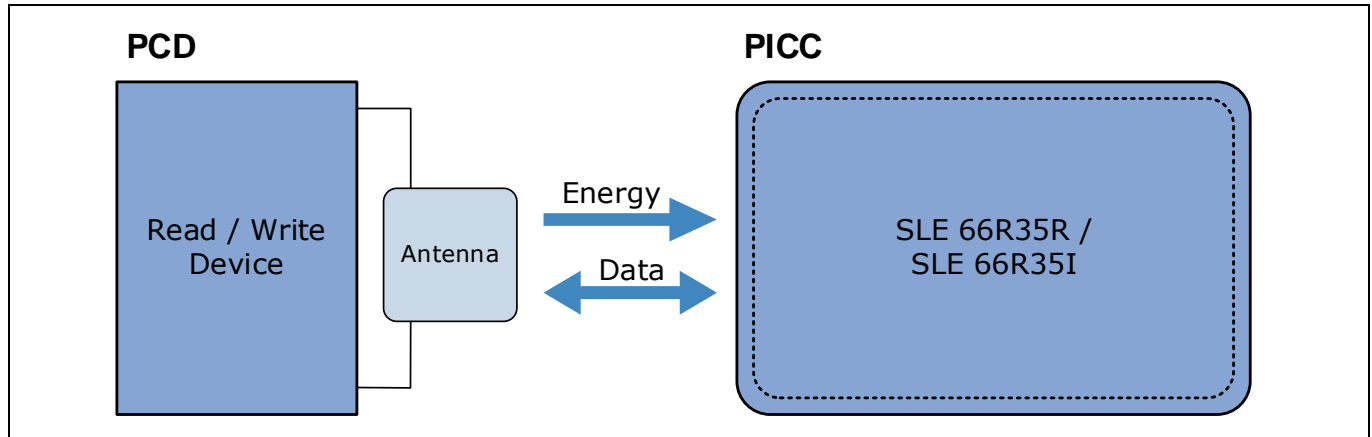 PCD
PICC
Read / Write
Device
Antenna
Energy
Data
SLE 66R35R /
SLE 66R35I